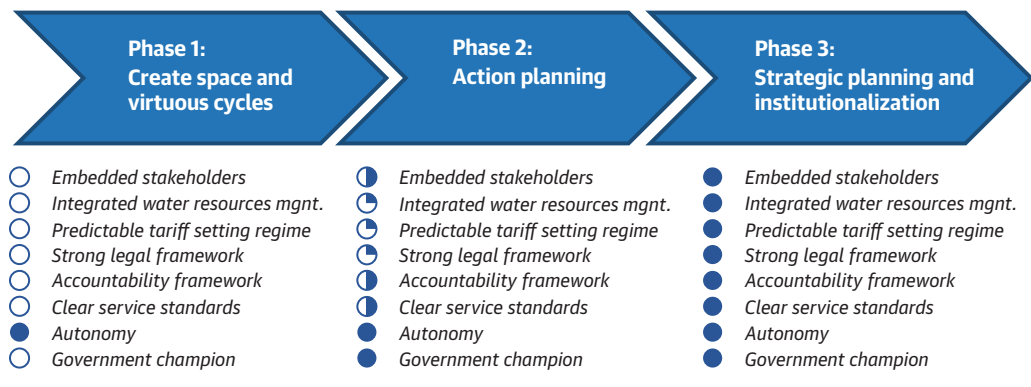 Phase 1:
Create space and
virtuous cycles
Phase 2:
Action planning
Phase 3:
Strategic planning and
institutionalization
Embedded stakeholders
Integrated water resources mgnt.
Predictable tariff setting regime
Strong legal framework
Accountability framework
Clear service standards
Autonomy
Government champion
Embedded stakeholders
Integrated water resources mgnt.
Predictable tariff setting regime
Strong legal framework
Accountability framework
Clear service standards
Autonomy
Government champion
Embedded stakeholders
Integrated water resources mgnt.
Predictable tariff setting regime
Strong legal framework
Accountability framework
Clear service standards
Autonomy
Government champion